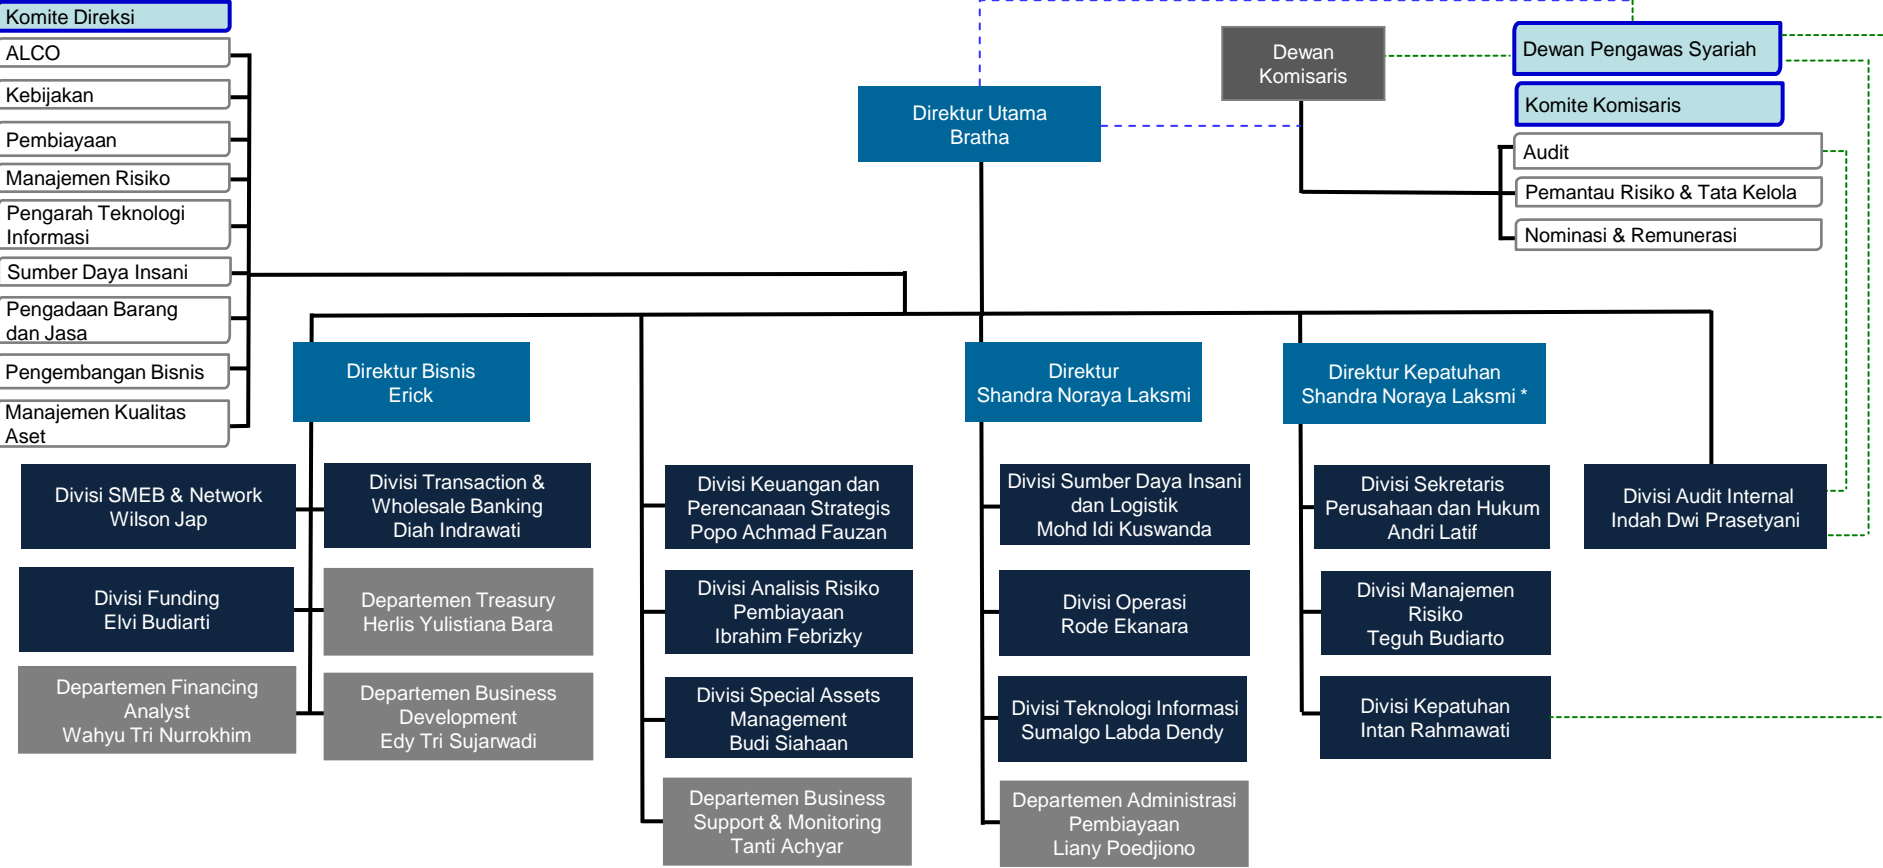 Komite Direksi
ALCO
Kebijakan
Pembiayaan
Manajemen Risiko
Pengarah Teknologi
Informasi
Sumber Daya Insani
Pengadaan Barang
dan Jasa
Pengembangan Bisnis
Manajemen Kualitas
Aset
Direktur Utama
Bratha
Dewan
Komisaris
Dewan Pengawas Syariah
Komite Komisaris
Audit
Pemantau Risiko & Tata Kelola
Nominasi & Remunerasi
Direktur Bisnis
Erick
Direktur
Shandra Noraya Laksmi
Direktur Kepatuhan
Shandra Noraya Laksmi *
Divisi SMEB & Network
Wilson Jap
Divisi Transaction &
Wholesale Banking
Diah Indrawati
Divisi Funding
Elvi Budiarti
Departemen Treasury
Herlis Yulistiana Bara
Departemen Financing
Analyst
Wahyu Tri Nurrokhim
Departemen Business
Development
Edy Tri Sujarwadi
Divisi Keuangan dan
Perencanaan Strategis
Popo Achmad Fauzan
Divisi Analisis Risiko
Pembiayaan
Ibrahim Febrizky
Divisi Special Assets
Management
Budi Siahaan
Departemen Business
Support & Monitoring
Tanti Achyar
Divisi Sumber Daya Insani
dan Logistik
Mohd Idi Kuswanda
Divisi Operasi
Rode Ekanara
Divisi Teknologi Informasi
Sumalgo Labda Dendy
Departemen Administrasi
Pembiayaan
Liany Poedjiono
Divisi Sekretaris
Perusahaan dan Hukum
Andri Latif
Divisi Manajemen
Risiko
Teguh Budiarto
Divisi Kepatuhan
Intan Rahmawati
Divisi Audit Internal
Indah Dwi Prasetyani